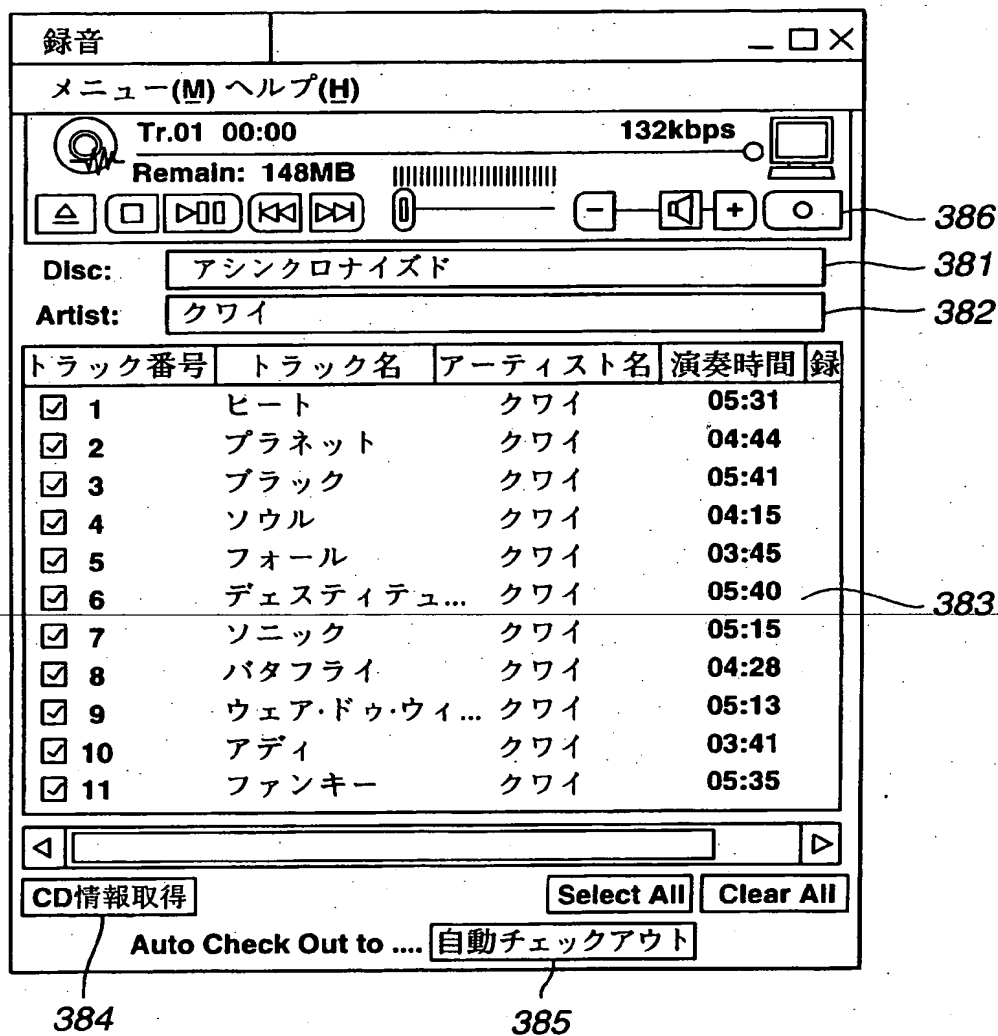 録音
メニュー(M) ヘルプ(H)
Tr.01 00:00 132kbps
Remain: 148MB
386
Disc: アシンクロナイズド 381
Artist: クワイ 382
トラック番号 トラック名 アーティスト名 演奏時間 録
1 ヒート クワイ 05:31
2 プラネット クワイ 04:44
3 ブラック クワイ 05:41
4 ソウル クワイ 04:15
5 フォール クワイ 03:45
6 デェスティテュ... クワイ 05:40 383
7 ソニック クワイ 05:15
8 バタフライ クワイ 04:28
9 ウェア·ドゥ·ウィ... クワイ 05:13
10 アディ クワイ 03:41
11 ファンキー クワイ 05:35
CD情報取得 Select All Clear All
Auto Check Out to .... 自動チェックアウト
384 385